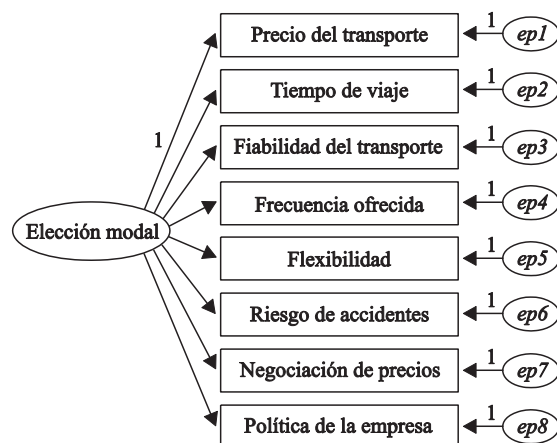 Precio del transporte
1
ep1
Tiempo de viaje
1
ep2
1
Fiabilidad del transporte
1
ep3
Frecuencia ofrecida
1
ep4
Elección modal
Flexibilidad
1
ep5
Riesgo de accidentes
1
ep6
Negociación de precios
1
ep7
Política de la empresa
1
ep8